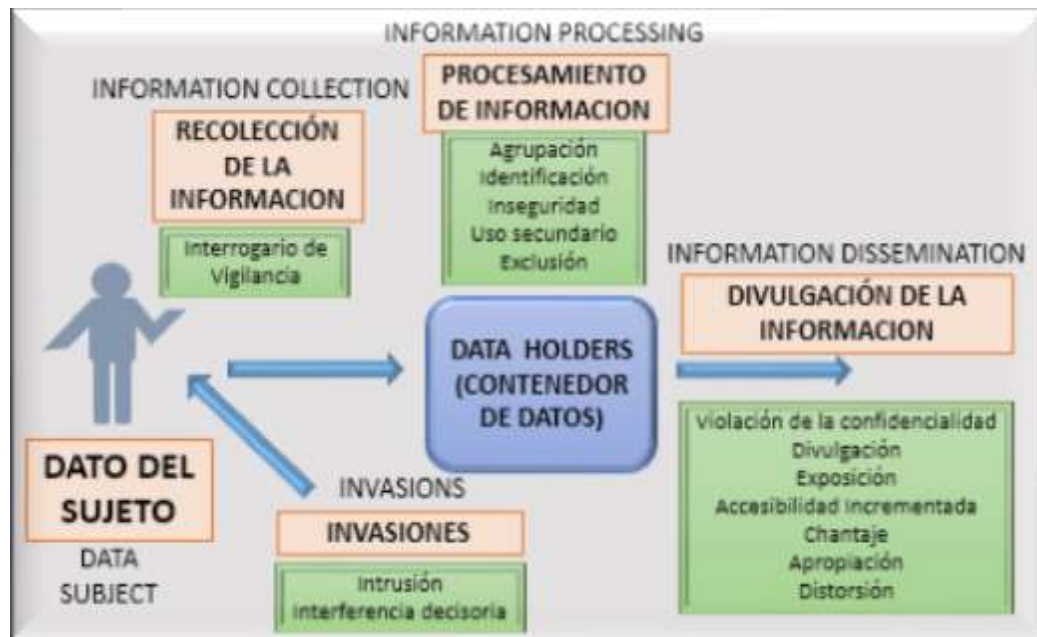 INFORMATION PROCESSING
PROCESAMIENTO
DE INFORMACION
Agrupación
Identificación
Inseguridad
Uso secundario
Exclusión
INFORMATION COLLECTION
RECOLECCIÓN
DE LA
INFORMACION
Interrogario de
Vigilancia
INFORMATION DISSEMINATION
DIVULGACIÓN DE LA
INFORMACION
Violación de la confidencialidad
Divulgación
Exposición
Accesibilidad Incrementada
Chantaje
Apropiación
Distorsión
DATA HOLDERS
(CONTENEDOR
DE DATOS)
DATO DEL
SUJETO
DATA
SUBJECT
INVASIONS
INVASIONES
Intrusión
Interferencia decisoria